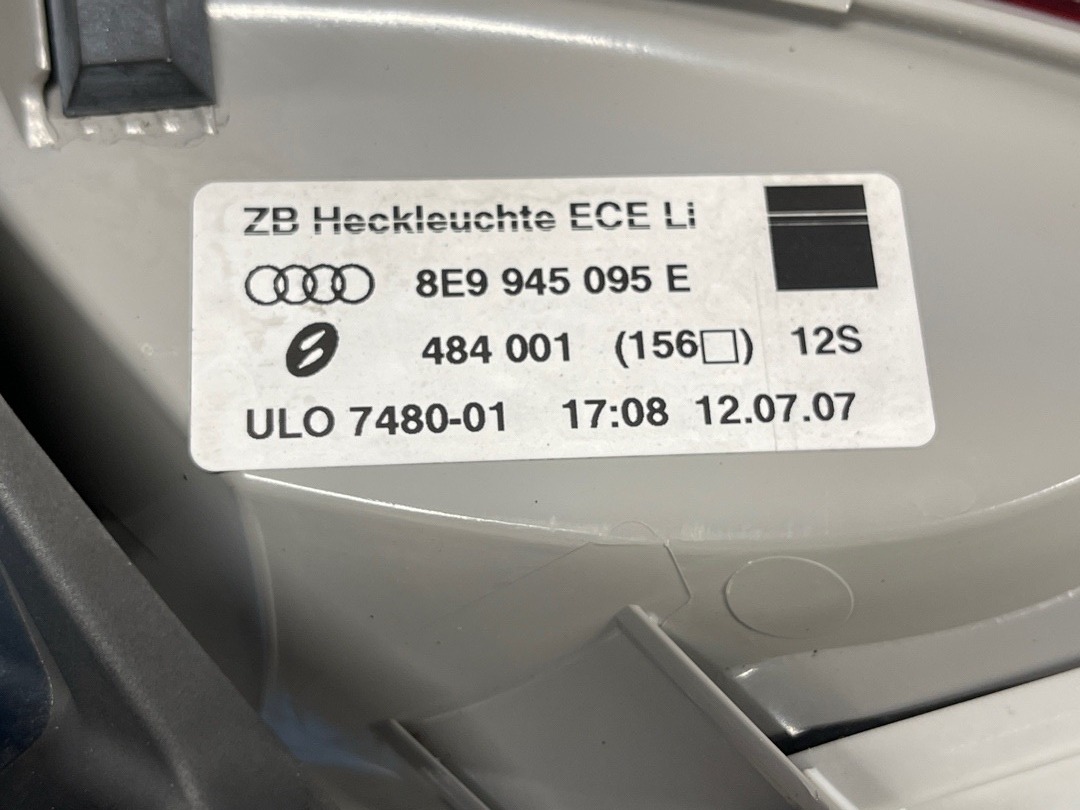 ZB Heckleuchte ECE Li
8E9 945 095 E
484 001 (156□) 12S
ULO 7480-01 17:08 12.07.07